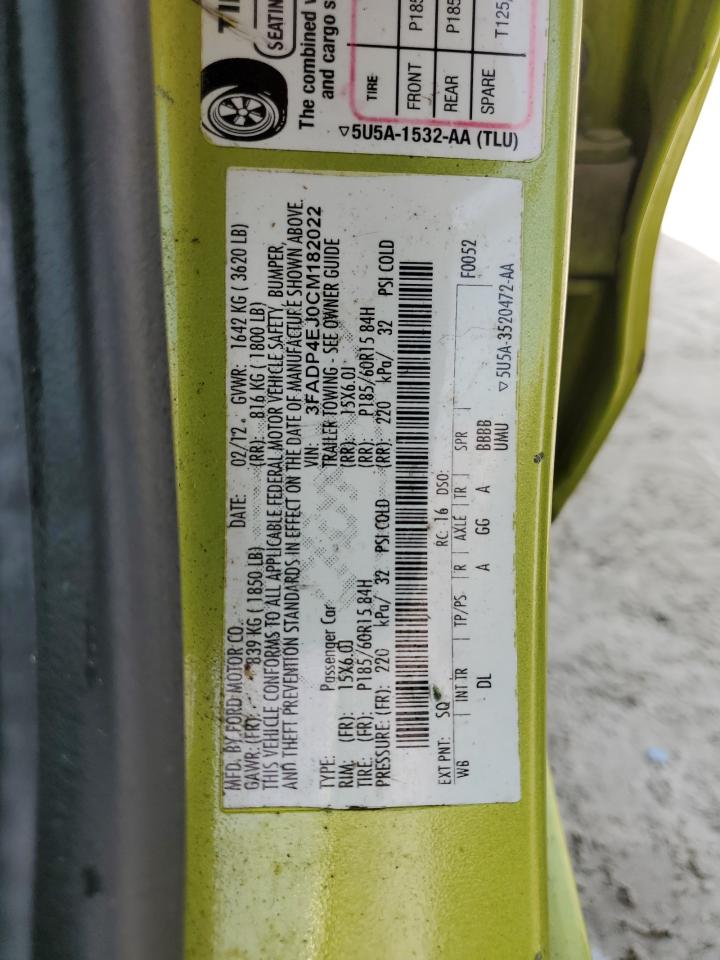 TI
SEATIN
The combined
and cargo s
TIRE
FRONT P185
REAR P185
SPARE T125,
▽5U5A-1532-AA (TLU)
MFD. BY FORD MOTOR CO.
DATE: 02/12 GVWR: 1642 KG ( 3620 LB)
GAWR: (FR): 839 KG ( 1850 LB) (RR): 816 KG ( 1800 LB)
THIS VEHICLE CONFORMS TO ALL APPLICABLE FEDERAL MOTOR VEHICLE SAFETY, BUMPER,
AND THEFT PREVENTION STANDARDS IN EFFECT ON THE DATE OF MANUFACTURE SHOWN ABOVE.
VIN: 3FADP4EJ0CM182022
TYPE: Passenger Car TRAILER TOWING - SEE OWNER GUIDE
RIM: (FR): 15X6.0J (RR): 15X6.0J
TIRE: (FR): P185/60R15 84H (RR): P185/60R15 84H
PRESSURE: (FR): 220 kPa/ 32 PSI COLD (RR): 220 kPa/ 32 PSI COLD
EXT PNT: SQ RC: 16 DSO:
W6 INT TR TP/PS R AXLE TR SPR F0052
DL A GG A BBBB
UMU
▽5U5A-3520472-AA